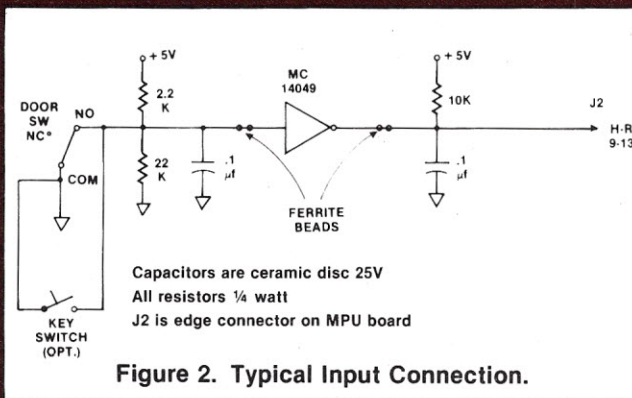 + 5V
2.2
K
DOOR
SW
NC*
NO
COM
22
K
.1
µf
MC
14049
FERRITE
BEADS
+ 5V
10K
.1
µf
J2
H-R
9-13
KEY
SWITCH
(OPT.)
Capacitors are ceramic disc 25V
All resistors ¼ watt
J2 is edge connector on MPU board
Figure 2. Typical Input Connection.